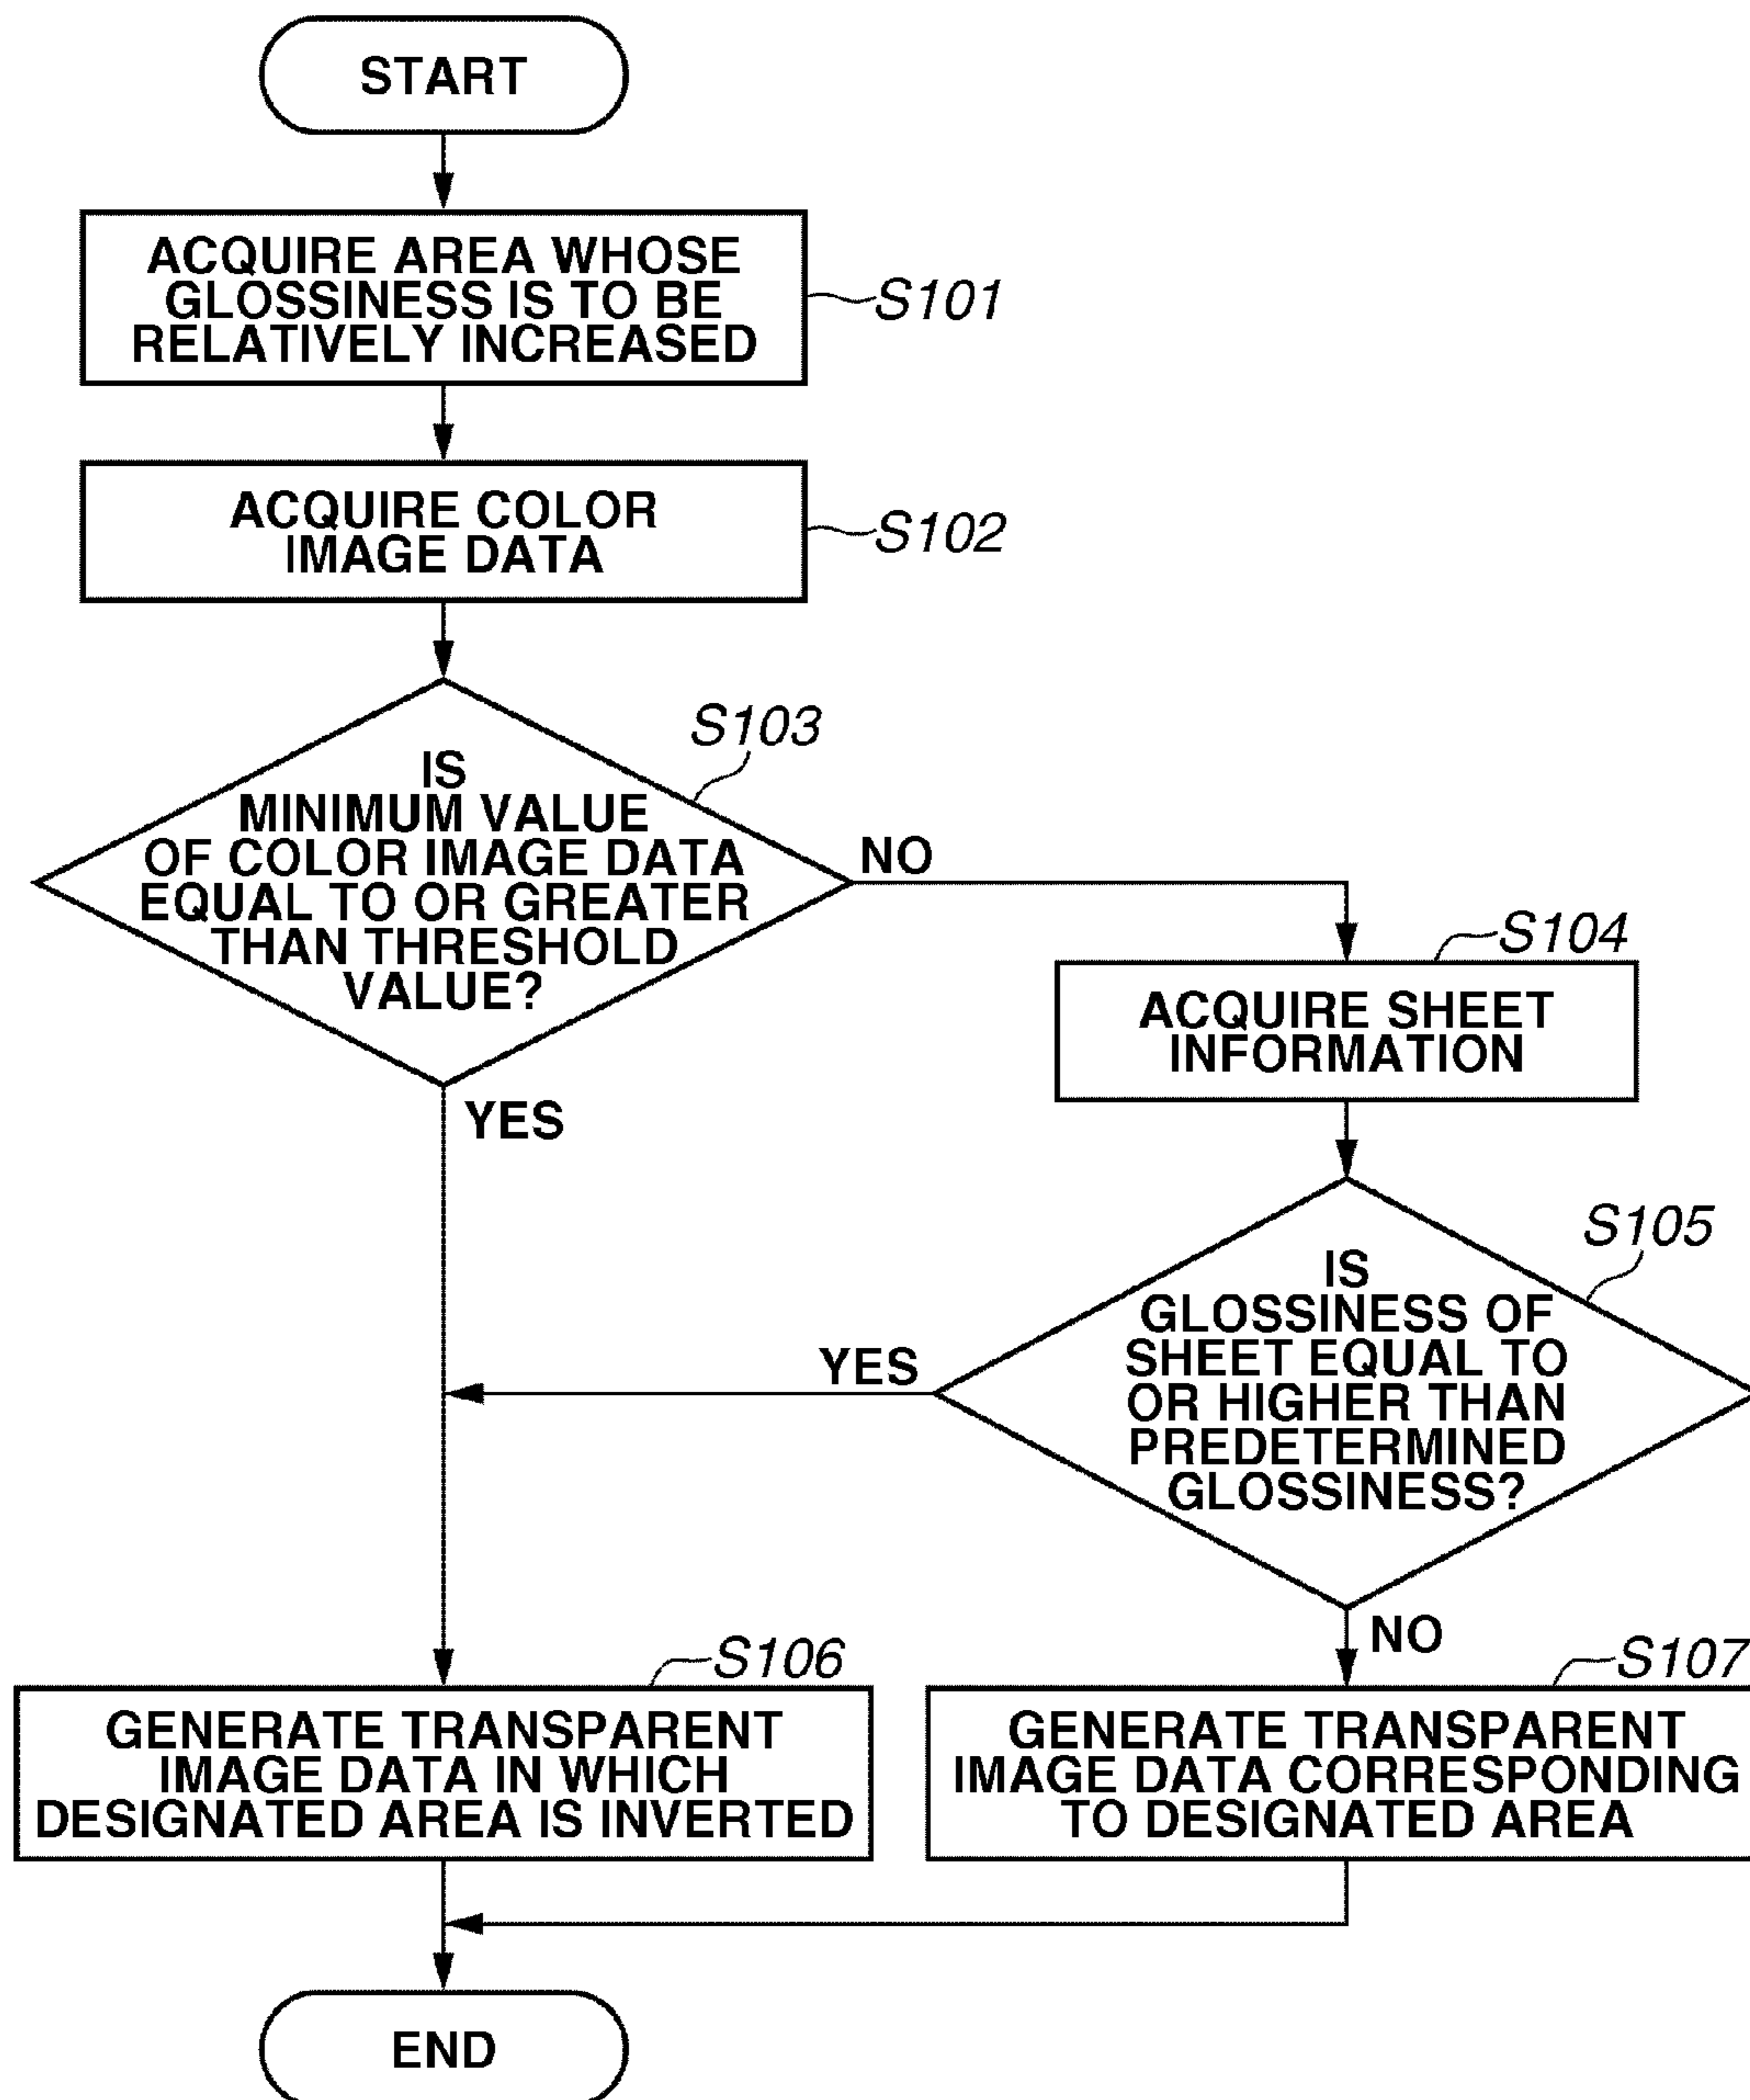 START
ACQUIRE AREA WHOSE
GLOSSINESS IS TO BE
RELATIVELY INCREASED
S101
ACQUIRE COLOR
IMAGE DATA
S102
S103
IS
MINIMUM VALUE
OF COLOR IMAGE DATA
EQUAL TO OR GREATER
THAN THRESHOLD
VALUE?
NO
YES
S104
ACQUIRE SHEET
INFORMATION
S105
IS
GLOSSINESS OF
SHEET EQUAL TO
OR HIGHER THAN
PREDETERMINED
GLOSSINESS?
YES
NO
S106
GENERATE TRANSPARENT
IMAGE DATA IN WHICH
DESIGNATED AREA IS INVERTED
S107
GENERATE TRANSPARENT
IMAGE DATA CORRESPONDING
TO DESIGNATED AREA
END